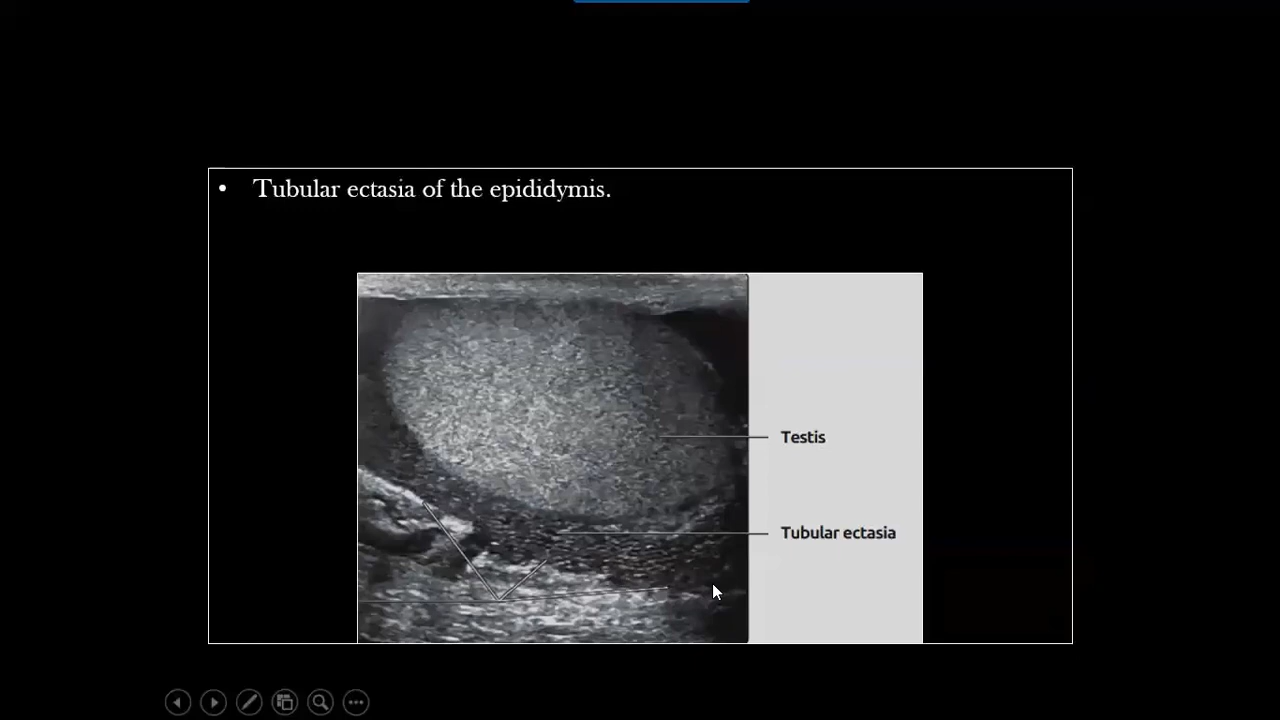 • Tubular ectasia of the epididymis.
Testis
Tubular ectasia